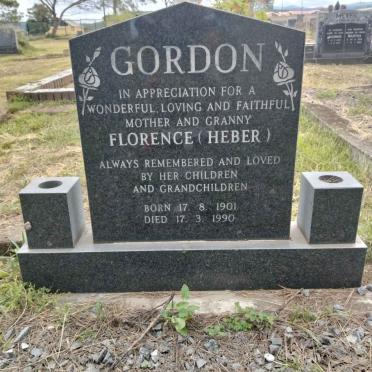 GORDON
IN APPRECIATION FOR A
WONDERFUL, LOVING AND FAITHFUL
MOTHER AND GRANNY
FLORENCE ( HEBER )
ALWAYS REMEMBERED AND LOVED
BY HER CHILDREN
AND GRANDCHILDREN
BORN 17. 8. 1901
DIED 17. 3. 1990